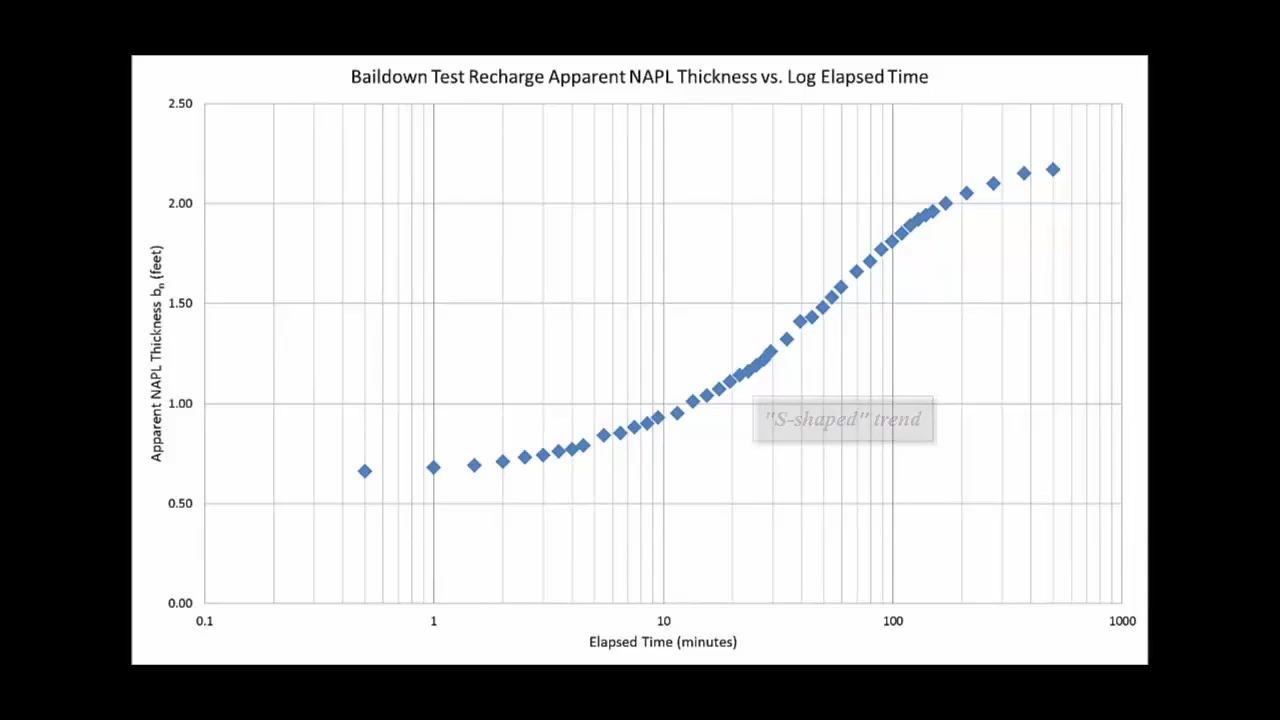 Baildown Test Recharge Apparent NAPL Thickness vs. Log Elapsed Time
2.50
2.00
1.50
1.00
0.50
0.00
Apparent NAPL Thickness bn (feet)
"S-shaped" trend
0.1 1 10 100 1000
Elapsed Time (minutes)